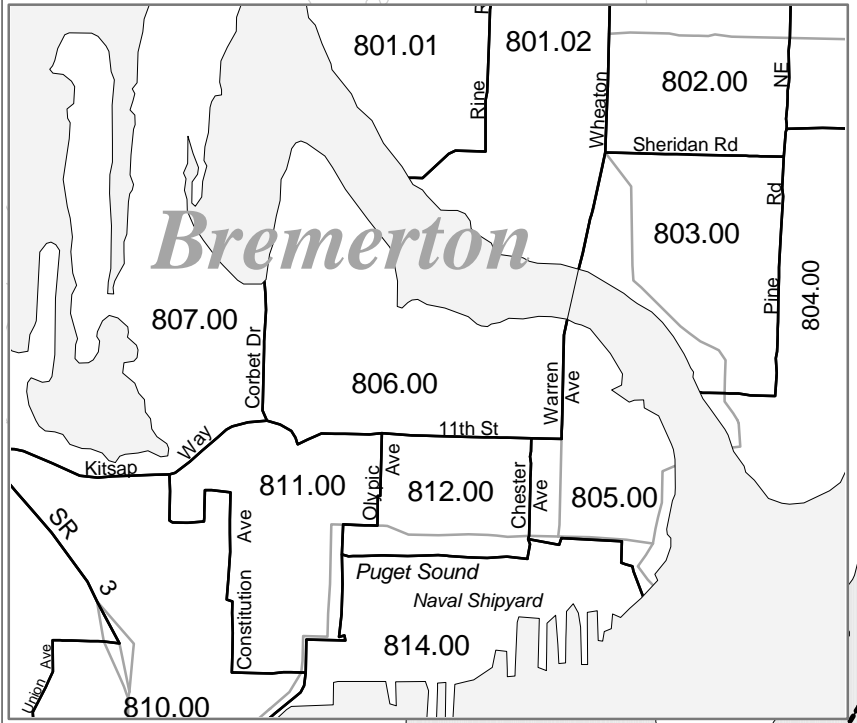 801.01
801.02
802.00
NE
Rine
R
Wheaton
Sheridan Rd
Rd
803.00
Bremerton
804.00
Pine
807.00
Corbet Dr
806.00
Warren
Ave
11th St
Way
Kitsap
811.00
Olypic
Ave
812.00
Chester
Ave
805.00
SR
3
Constitution
Ave
Puget Sound
Naval Shipyard
814.00
Union Ave
810.00